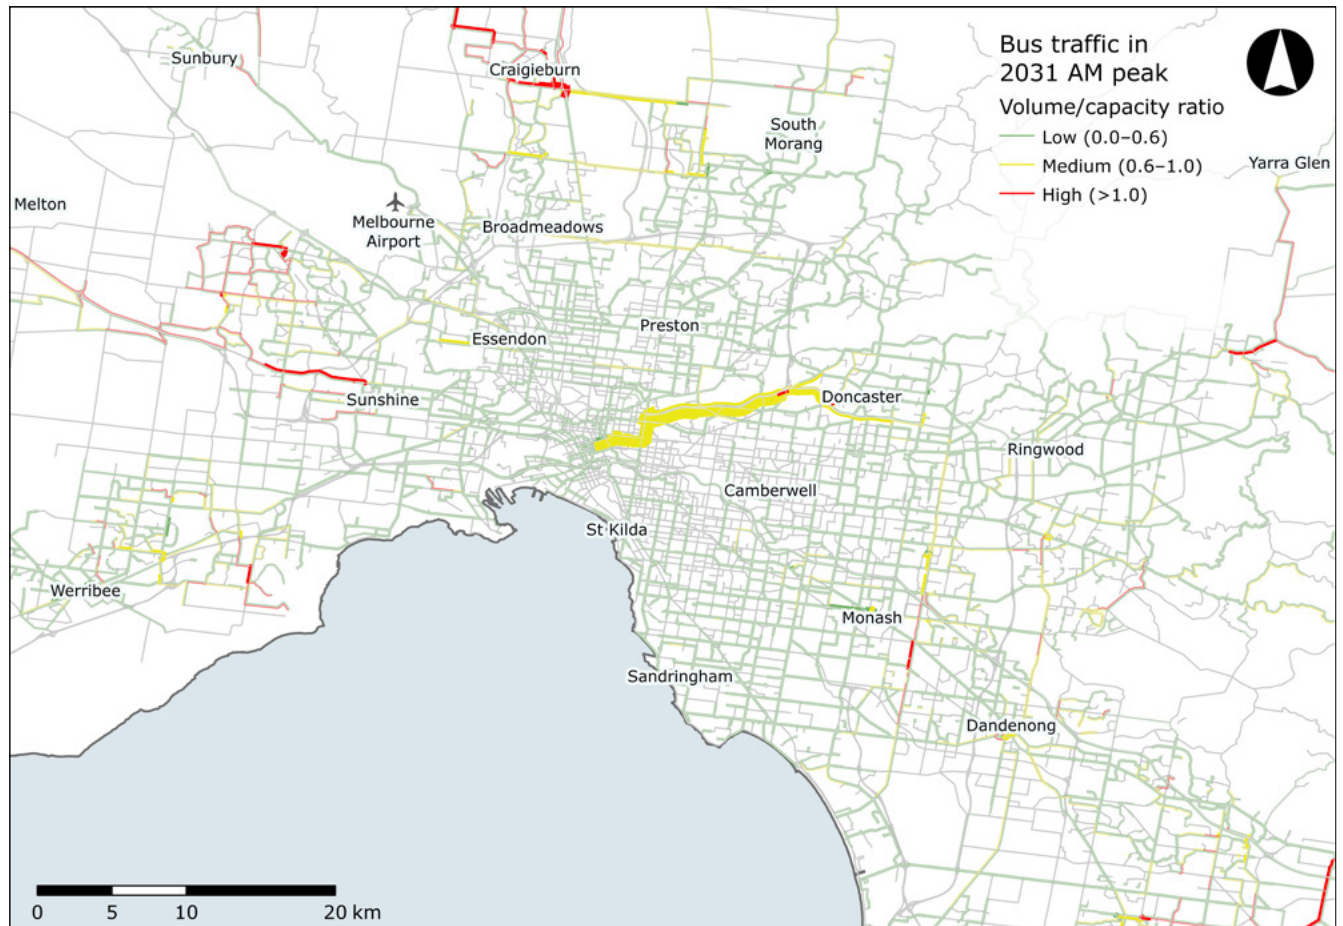 Bus traffic in
2031 AM peak
Volume/capacity ratio
Low (0.0–0.6)
Medium (0.6–1.0)
High (>1.0)
Sunbury
Craigieburn
South
Morang
Yarra Glen
Melton
Melbourne
Airport
Broadmeadows
Essendon
Preston
Sunshine
Doncaster
Ringwood
Camberwell
St Kilda
Werribee
Monash
Sandringham
Dandenong
0 5 10 20 km